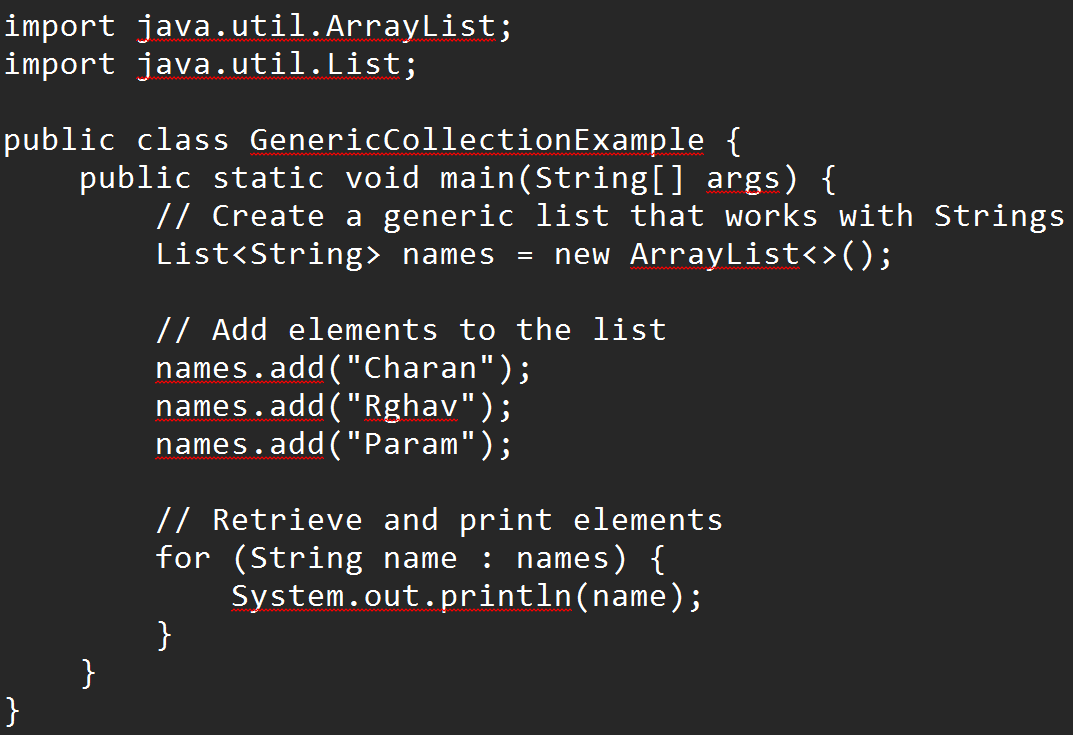 import java.util.ArrayList;
import java.util.List;

public class GenericCollectionExample {
    public static void main(String[] args) {
        // Create a generic list that works with Strings
        List<String> names = new ArrayList<>();

        // Add elements to the list
        names.add("Charan");
        names.add("Rghav");
        names.add("Param");

        // Retrieve and print elements
        for (String name : names) {
            System.out.println(name);
        }
    }
}